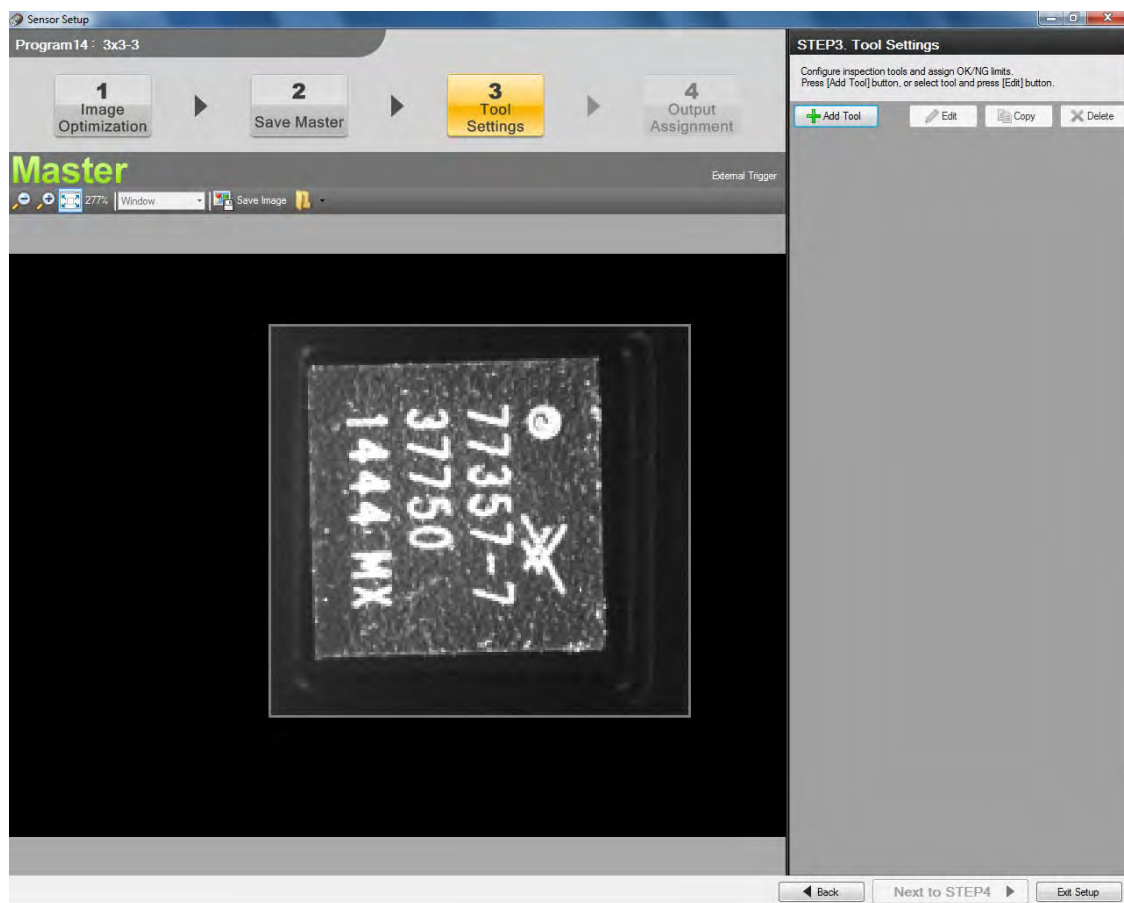 Sensor Setup
Program14 : 3x3-3
1
Image
Optimization
2
Save Master
3
Tool
Settings
4
Output
Assignment
Master
External Trigger
277%
Window
Save Image
77357-7
37750
1444 MX
STEP3. Tool Settings
Configure inspection tools and assign OK/NG limits.
Press [Add Tool] button, or select tool and press [Edit] button.
Add Tool
Edit
Copy
Delete
Back
Next to STEP4
Exit Setup